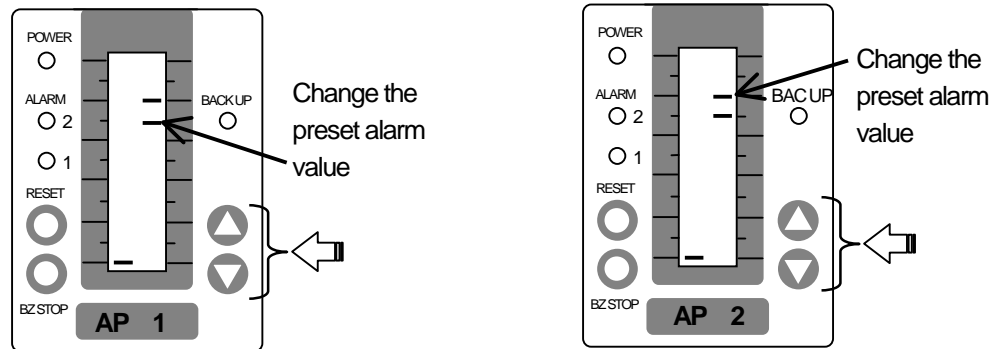 POWER
ALARM
2
1
BACK UP
RESET
BZ STOP
AP 1
Change the
preset alarm
value
POWER
ALARM
2
1
BAC UP
RESET
BZ STOP
AP 2
Change the
preset alarm
value